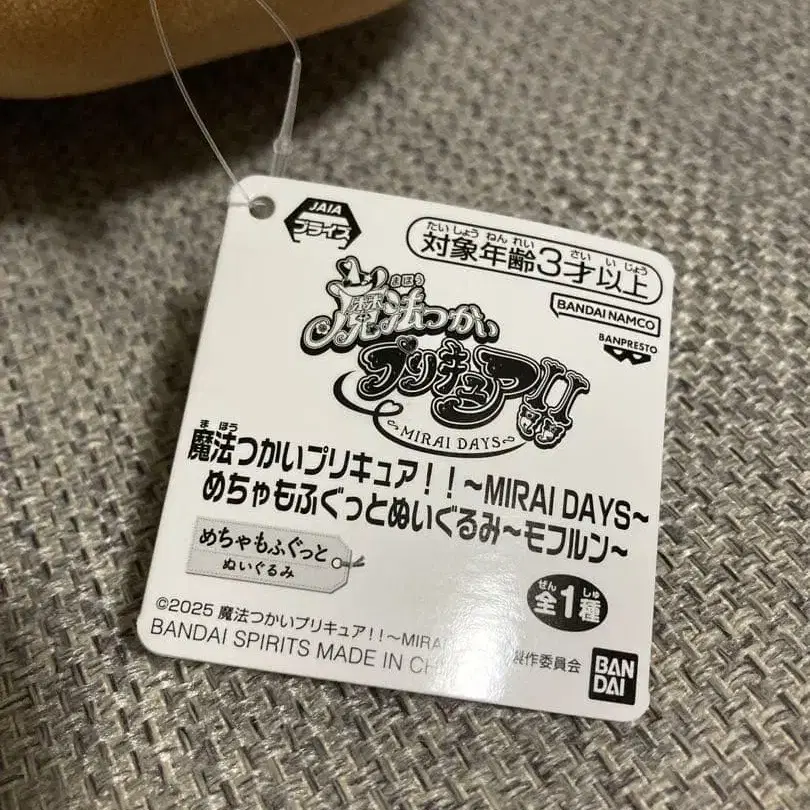 JAIA
プライズ
たいしょうねんれい さい いじょう
対象年齢3才以上
まほう
魔法つかい
プリキュア!!
~MIRAI DAYS~
BANDAI NAMCO
BANPRESTO
まほう
魔法つかいプリキュア!!~MIRAI DAYS~
めちゃもふぐっとぬいぐるみ~モフルン~
めちゃもふぐっと
ぬいぐるみ
ぜん しゅ
全1種
©2025 魔法つかいプリキュア!!~MIRA 製作委員会
BANDAI SPIRITS MADE IN CH
BAN
DAI